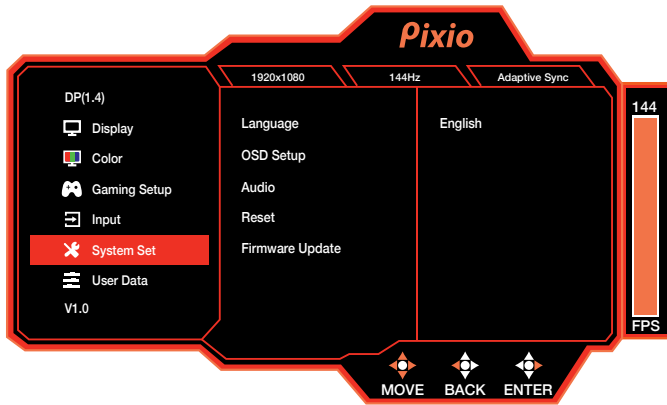 Pixio
1920x1080
144Hz
Adaptive Sync
DP(1.4)
Display
Color
Gaming Setup
Input
System Set
User Data
V1.0
Language
OSD Setup
Audio
Reset
Firmware Update
English
144
FPS
MOVE
BACK
ENTER